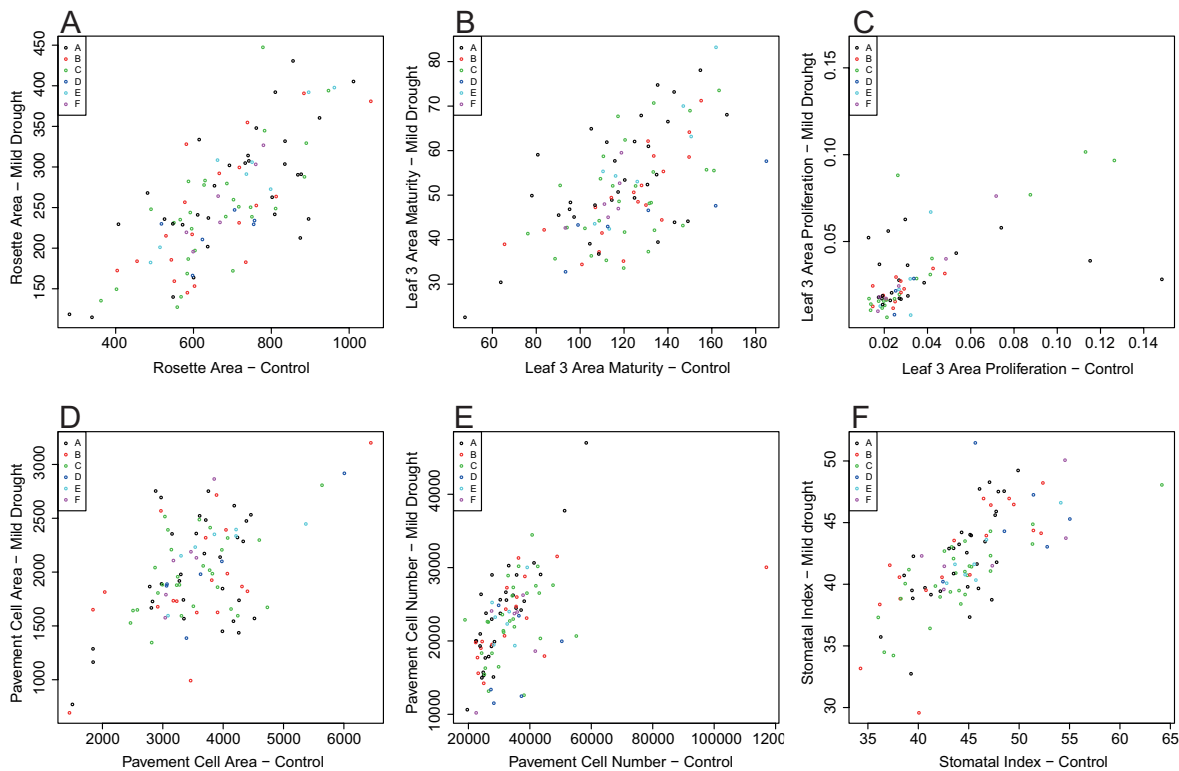 A
Rosette Area − Mild Drought
450
400
350
300
250
200
150
A
B
C
D
E
F
400 600 800 1000
Rosette Area − Control
B
Leaf 3 Area Maturity − Mild Drought
80
70
60
50
40
30
A
B
C
D
E
F
60 80 100 120 140 160 180
Leaf 3 Area Maturity − Control
C
Leaf 3 Area Proliferation − Mild Drouhgt
0.15
0.10
0.05
A
B
C
D
E
F
0.02 0.04 0.06 0.08 0.10 0.12 0.14
Leaf 3 Area Proliferation − Control
D
Pavement Cell Area − Mild Drought
3000
2500
2000
1500
1000
A
B
C
D
E
F
2000 3000 4000 5000 6000
Pavement Cell Area − Control
E
Pavement Cell Number − Mild Drought
40000
30000
20000
10000
A
B
C
D
E
F
20000 40000 60000 80000 100000 1200
Pavement Cell Number − Control
F
Stomatal Index − Mild drought
50
45
40
35
30
A
B
C
D
E
F
35 40 45 50 55 60 65
Stomatal Index − Control